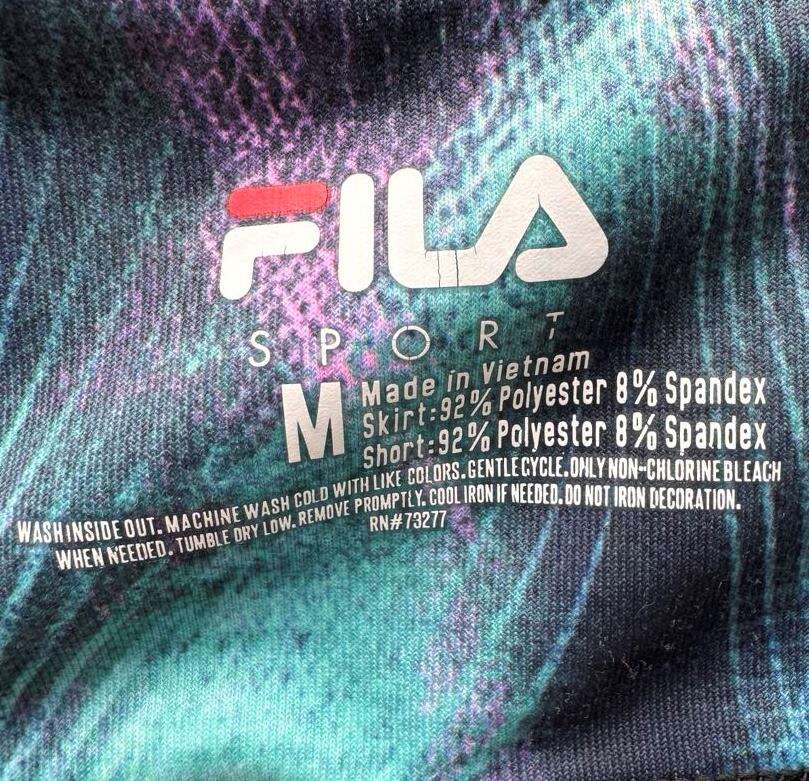 FILA
SPORT
M
Made in Vietnam
Skirt:92% Polyester 8% Spandex
Short:92% Polyester 8% Spandex
WASH INSIDE OUT. MACHINE WASH COLD WITH LIKE COLORS. GENTLE CYCLE. ONLY NON-CHLORINE BLEACH
WHEN NEEDED. TUMBLE DRY LOW. REMOVE PROMPTLY. COOL IRON IF NEEDED. DO NOT IRON DECORATION.
RN#73277